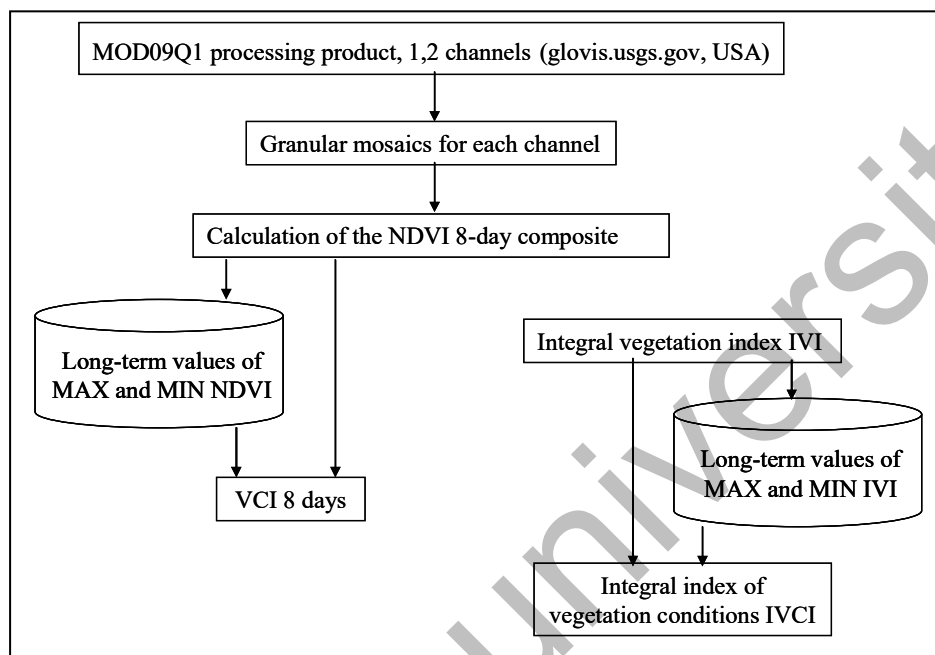 MOD09Q1 processing product, 1,2 channels (glovis.usgs.gov, USA)
Granular mosaics for each channel
Calculation of the NDVI 8-day composite
Long-term values of
MAX and MIN NDVI
VCI 8 days
Integral vegetation index IVI
Long-term values of
MAX and MIN IVI
Integral index of
vegetation conditions IVCI
universit